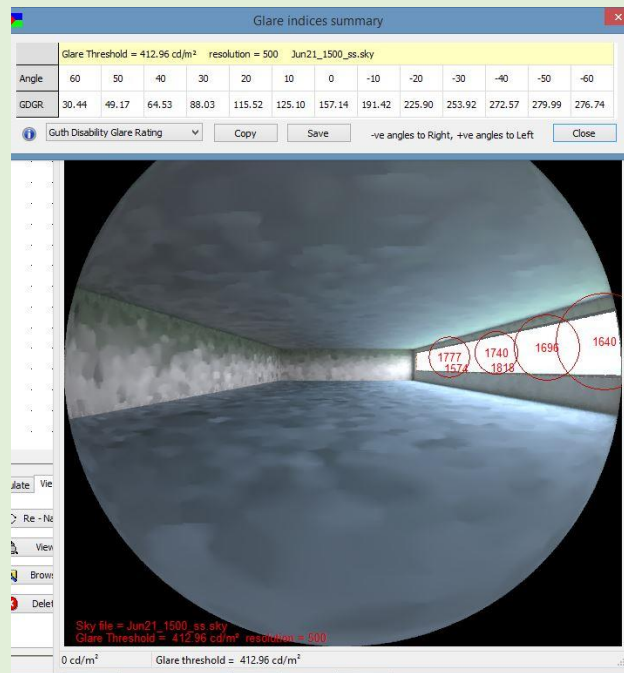 Glare indices summary
Glare Threshold = 412.96 cd/m² resolution = 500 Jun21_1500_ss.sky
Angle 60 50 40 30 20 10 0 -10 -20 -30 -40 -50 -60
GDGR 30.44 49.17 64.53 88.03 115.52 125.10 157.14 191.42 225.90 253.92 272.57 279.99 276.74
Guth Disability Glare Rating Copy Save -ve angles to Right, +ve angles to Left Close
1777 1740 1696 1640
1574 1818
ulate Vie
Re - Na
View
Brows
Delet
Sky file = Jun21_1500_ss.sky
Glare Threshold = 412.96 cd/m² resolution = 500
0 cd/m² Glare threshold = 412.96 cd/m²